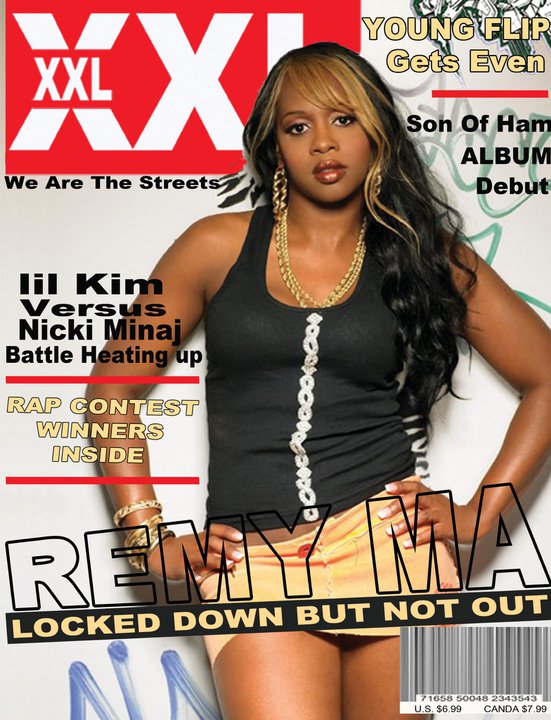 XXL
XXL
YOUNG FLIP
Gets Even
Son Of Ham
ALBUM
Debut
We Are The Streets
lil Kim
Versus
Nicki Minaj
Battle Heating up
RAP CONTEST
WINNERS
INSIDE
REMY MA
LOCKED DOWN BUT NOT OUT
71658 50048 2343543
U.S. $6.99 CANDA $7.99